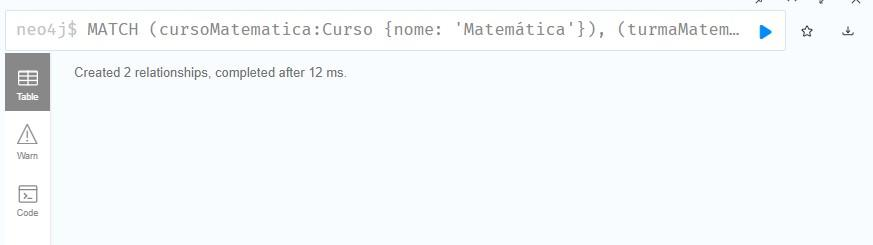 neo4j$ MATCH (cursoMatematica:Curso {nome: 'Matemática'}), (turmaMatem…
Created 2 relationships, completed after 12 ms.
Table
Warn
Code